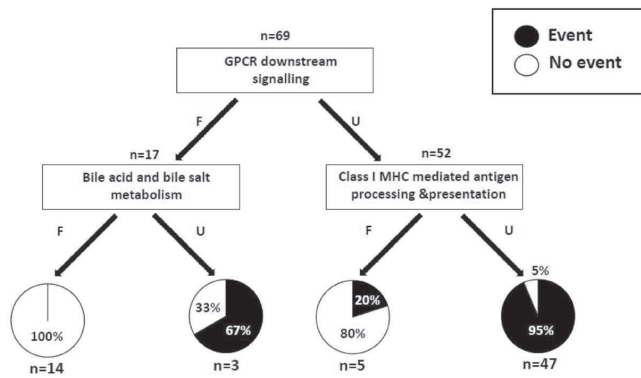 n=69
GPCR downstream
signalling
Event
No event
F
U
n=17
n=52
Bile acid and bile salt
metabolism
Class I MHC mediated antigen
processing &presentation
F
U
F
U
100%
33%
67%
20%
80%
5%
95%
n=14
n=3
n=5
n=47